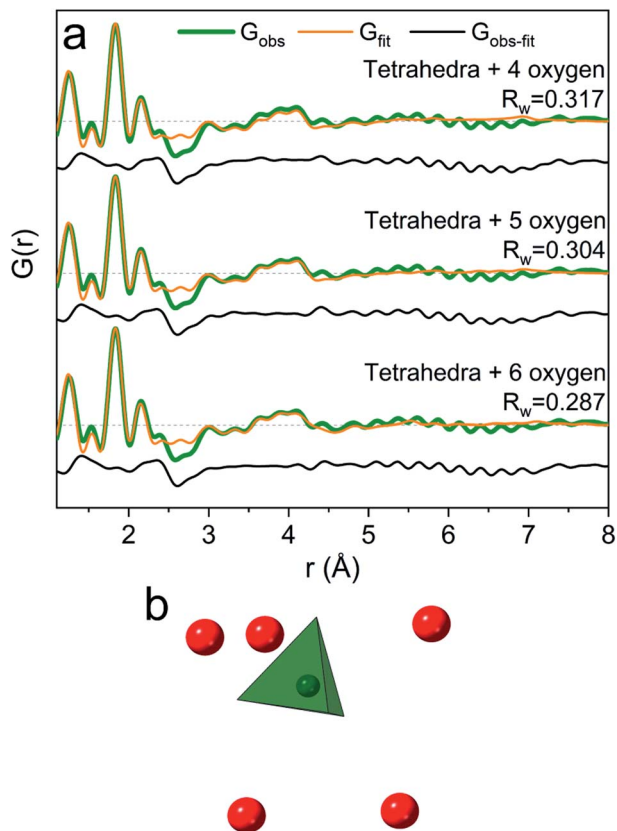 a
G_obs G_fit G_obs-fit
Tetrahedra + 4 oxygen
R_w=0.317
Tetrahedra + 5 oxygen
R_w=0.304
Tetrahedra + 6 oxygen
R_w=0.287
G(r)
2 3 4 5 6 7 8
r (Å)
b